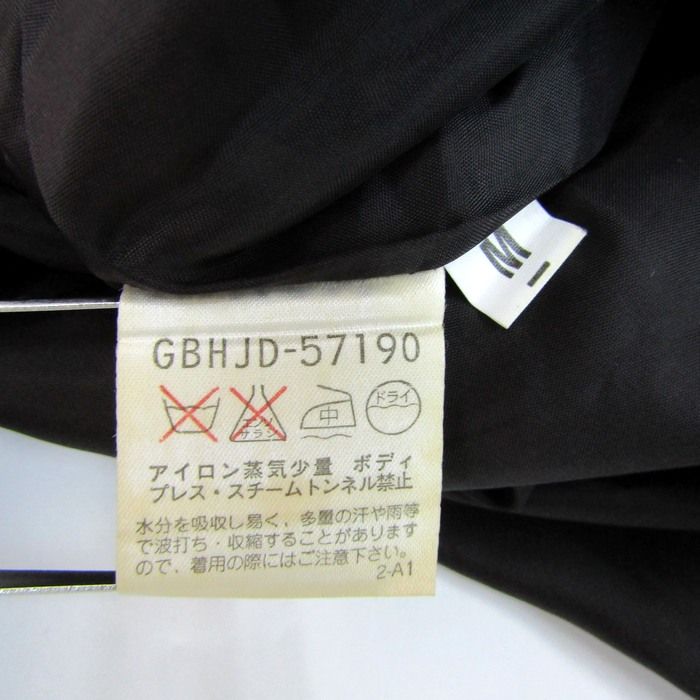 M
GBHJD-57190
エンソ
サラシ
中
ドライ
アイロン蒸気少量 ボディ
プレス・スチームトンネル禁止
水分を吸収し易く、多量の汗や雨等
で波打ち・収縮することがあります
ので、着用の際にはご注意下さい。
2-A1